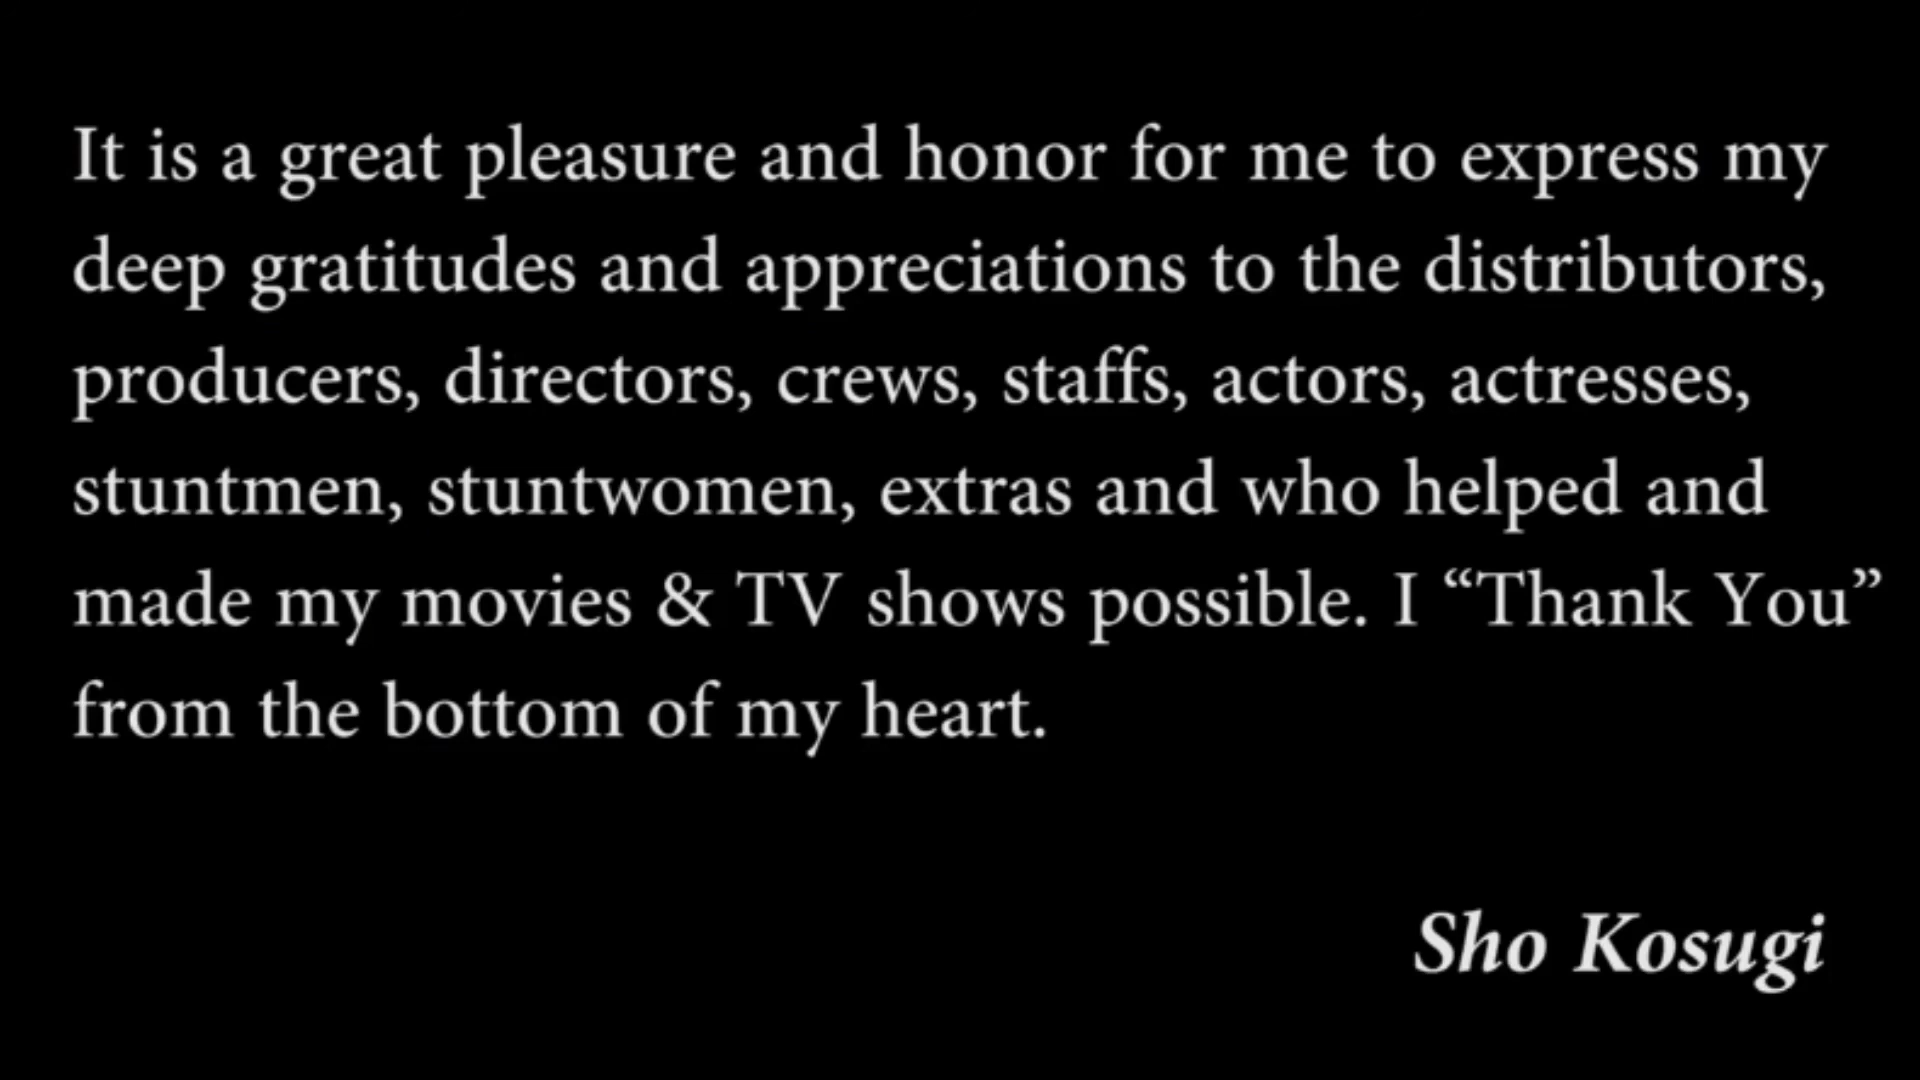 It is a great pleasure and honor for me to express my
deep gratitudes and appreciations to the distributors,
producers, directors, crews, staffs, actors, actresses,
stuntmen, stuntwomen, extras and who helped and
made my movies & TV shows possible. I “Thank You”
from the bottom of my heart.
Sho Kosugi